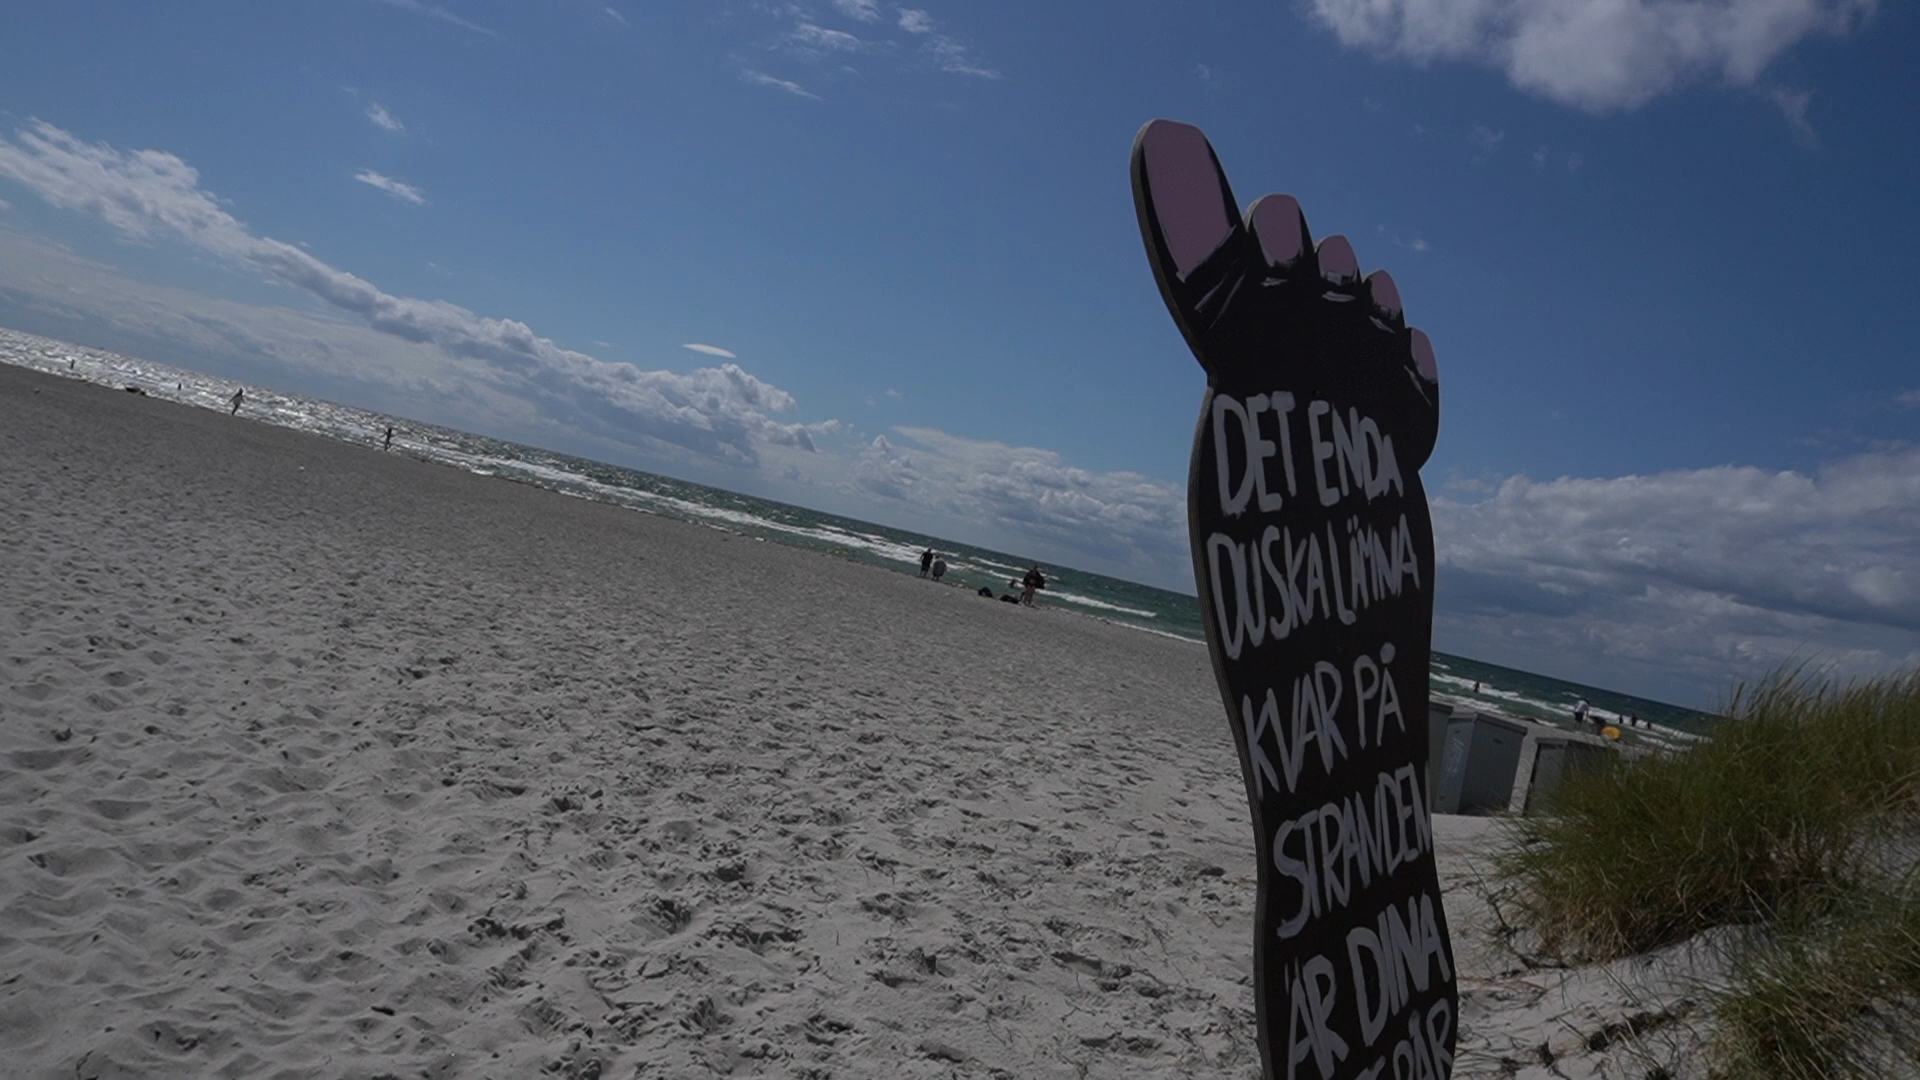 DET ENDA
DU SKA LÄMNA
KVAR PÅ
STRANDEN
ÄR DINA